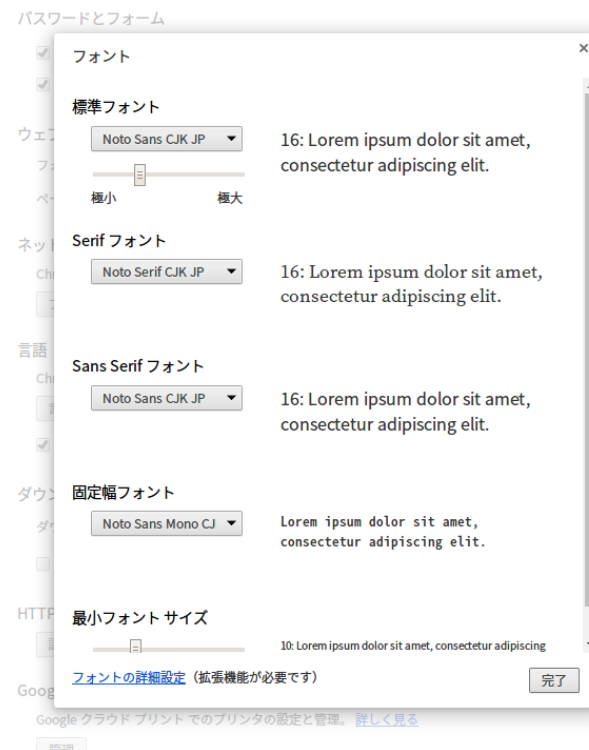 パスワードとフォーム
フォント
×
標準フォント
Noto Sans CJK JP
16: Lorem ipsum dolor sit amet,
consectetur adipiscing elit.
極小
極大
Serif フォント
Noto Serif CJK JP
16: Lorem ipsum dolor sit amet,
consectetur adipiscing elit.
Sans Serif フォント
Noto Sans CJK JP
16: Lorem ipsum dolor sit amet,
consectetur adipiscing elit.
固定幅フォント
Noto Sans Mono CJ
Lorem ipsum dolor sit amet,
consectetur adipiscing elit.
最小フォント サイズ
10: Lorem ipsum dolor sit amet, consectetur adipiscing
フォントの詳細設定（拡張機能が必要です）
完了
言語
HTTP
Goog
Google クラウド プリント でのプリンタの設定と管理。 詳しく見る
管理